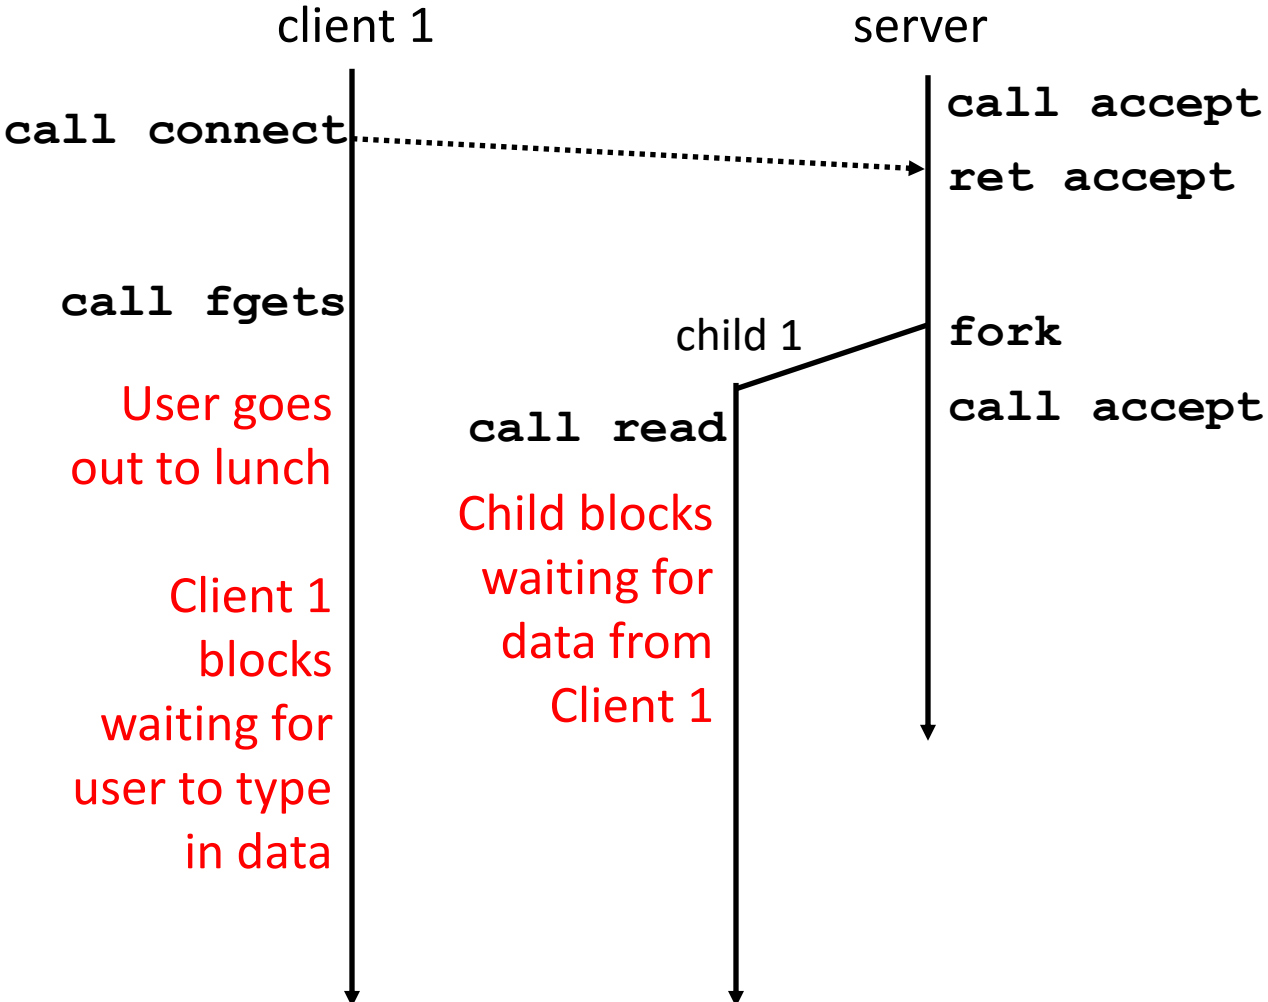 client 1
server
call connect
call accept
ret accept
call fgets
child 1
fork
call accept
call read
User goes
out to lunch
Client 1
blocks
waiting for
user to type
in data
Child blocks
waiting for
data from
Client 1